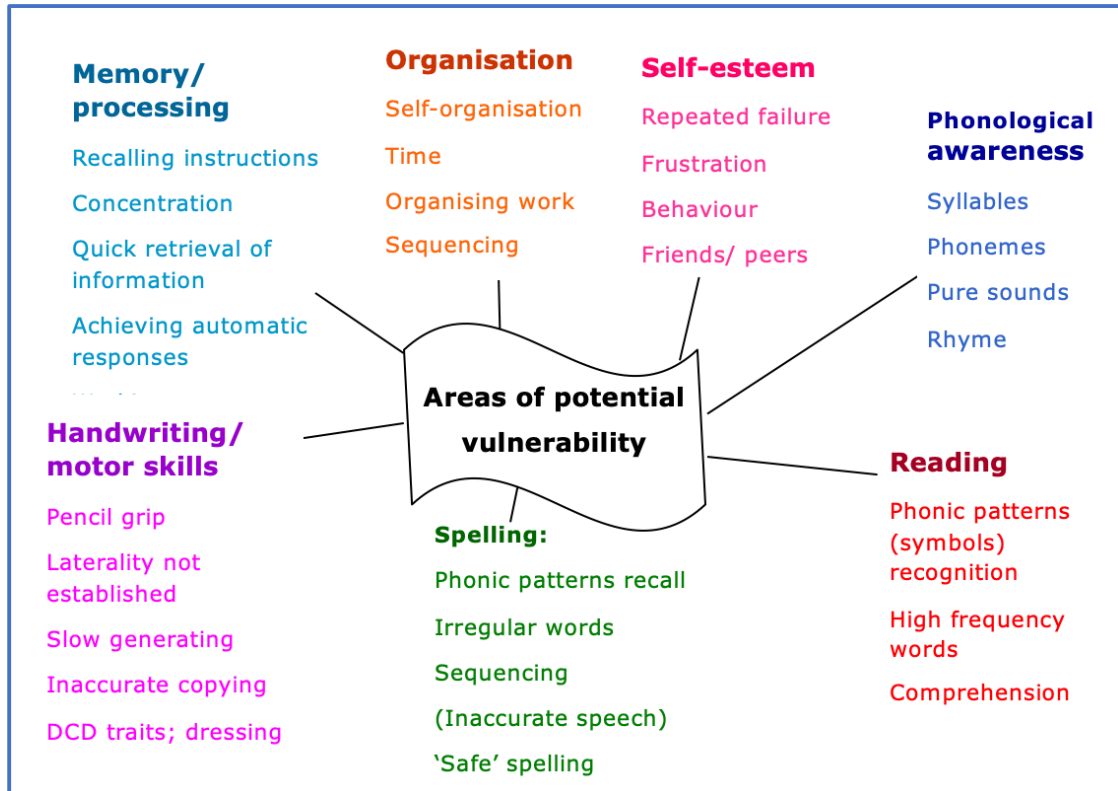 Memory/
processing
Recalling instructions
Concentration
Quick retrieval of
information
Achieving automatic
responses
Organisation
Self-organisation
Time
Organising work
Sequencing
Self-esteem
Repeated failure
Frustration
Behaviour
Friends/ peers
Phonological
awareness
Syllables
Phonemes
Pure sounds
Rhyme
Areas of potential
vulnerability
Handwriting/
motor skills
Pencil grip
Laterality not
established
Slow generating
Inaccurate copying
DCD traits; dressing
Spelling:
Phonic patterns recall
Irregular words
Sequencing
(Inaccurate speech)
‘Safe’ spelling
Reading
Phonic patterns
(symbols)
recognition
High frequency
words
Comprehension